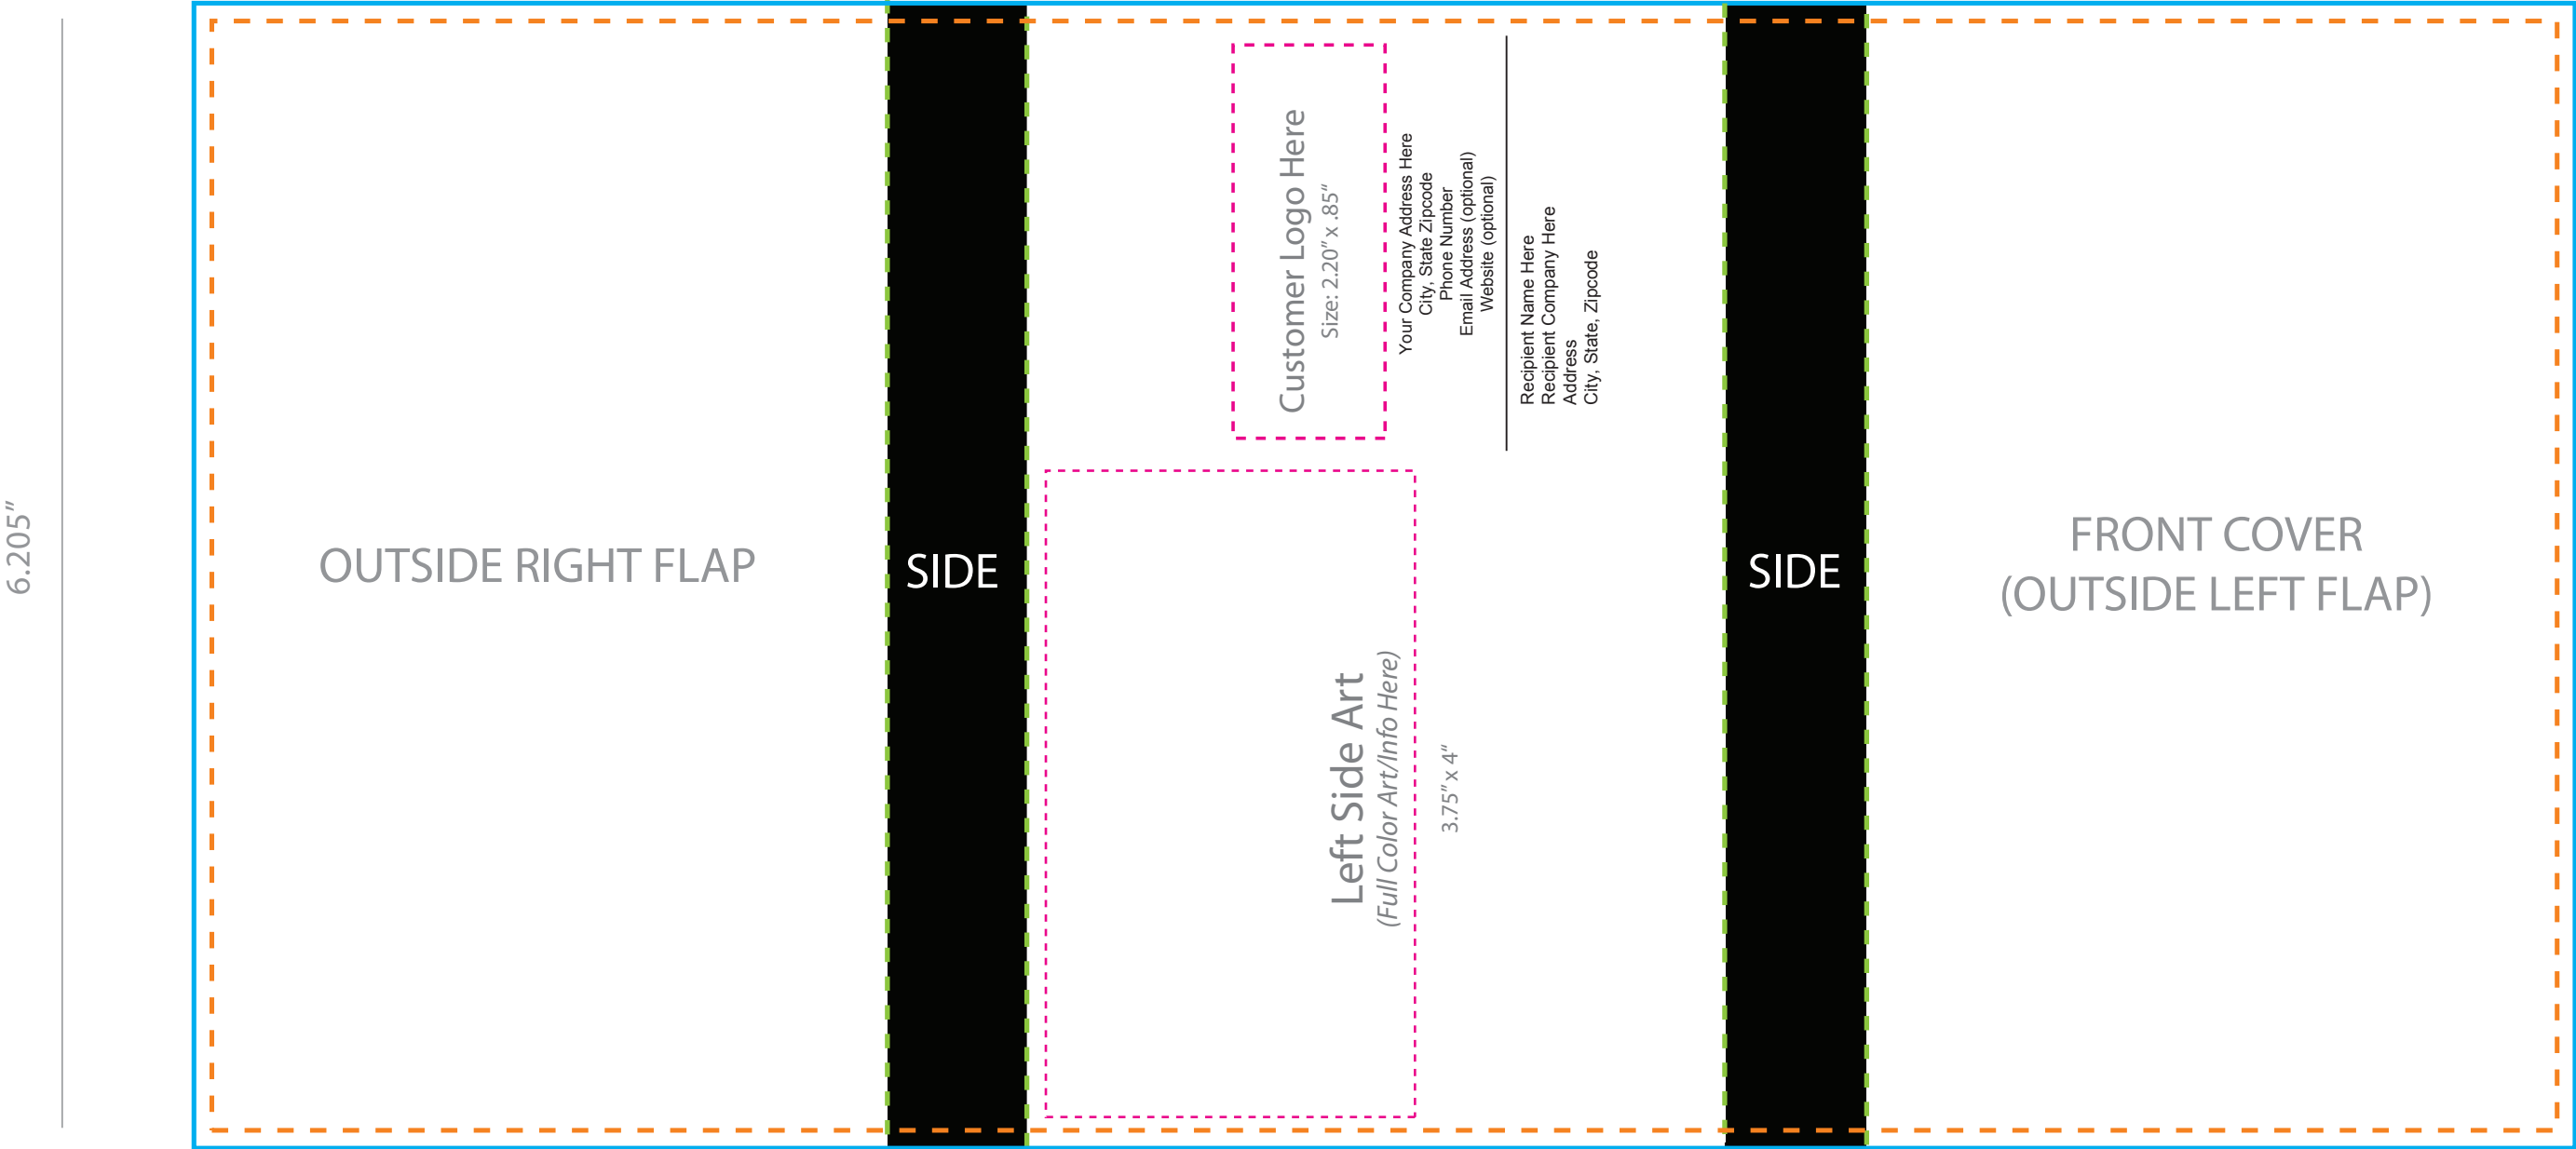 6.205”
OUTSIDE RIGHT FLAP
SIDE
Customer Logo Here
Size: 2.20” x .85“
Your Company Address Here
City, State Zipcode
Phone Number
Email Address (optional)
Website (optional)
Recipient Name Here
Recipient Company Here
Address
City, State, Zipcode
Left Side Art
(Full Color Art/Info Here)
3.75” x 4“
SIDE
FRONT COVER
(OUTSIDE LEFT FLAP)